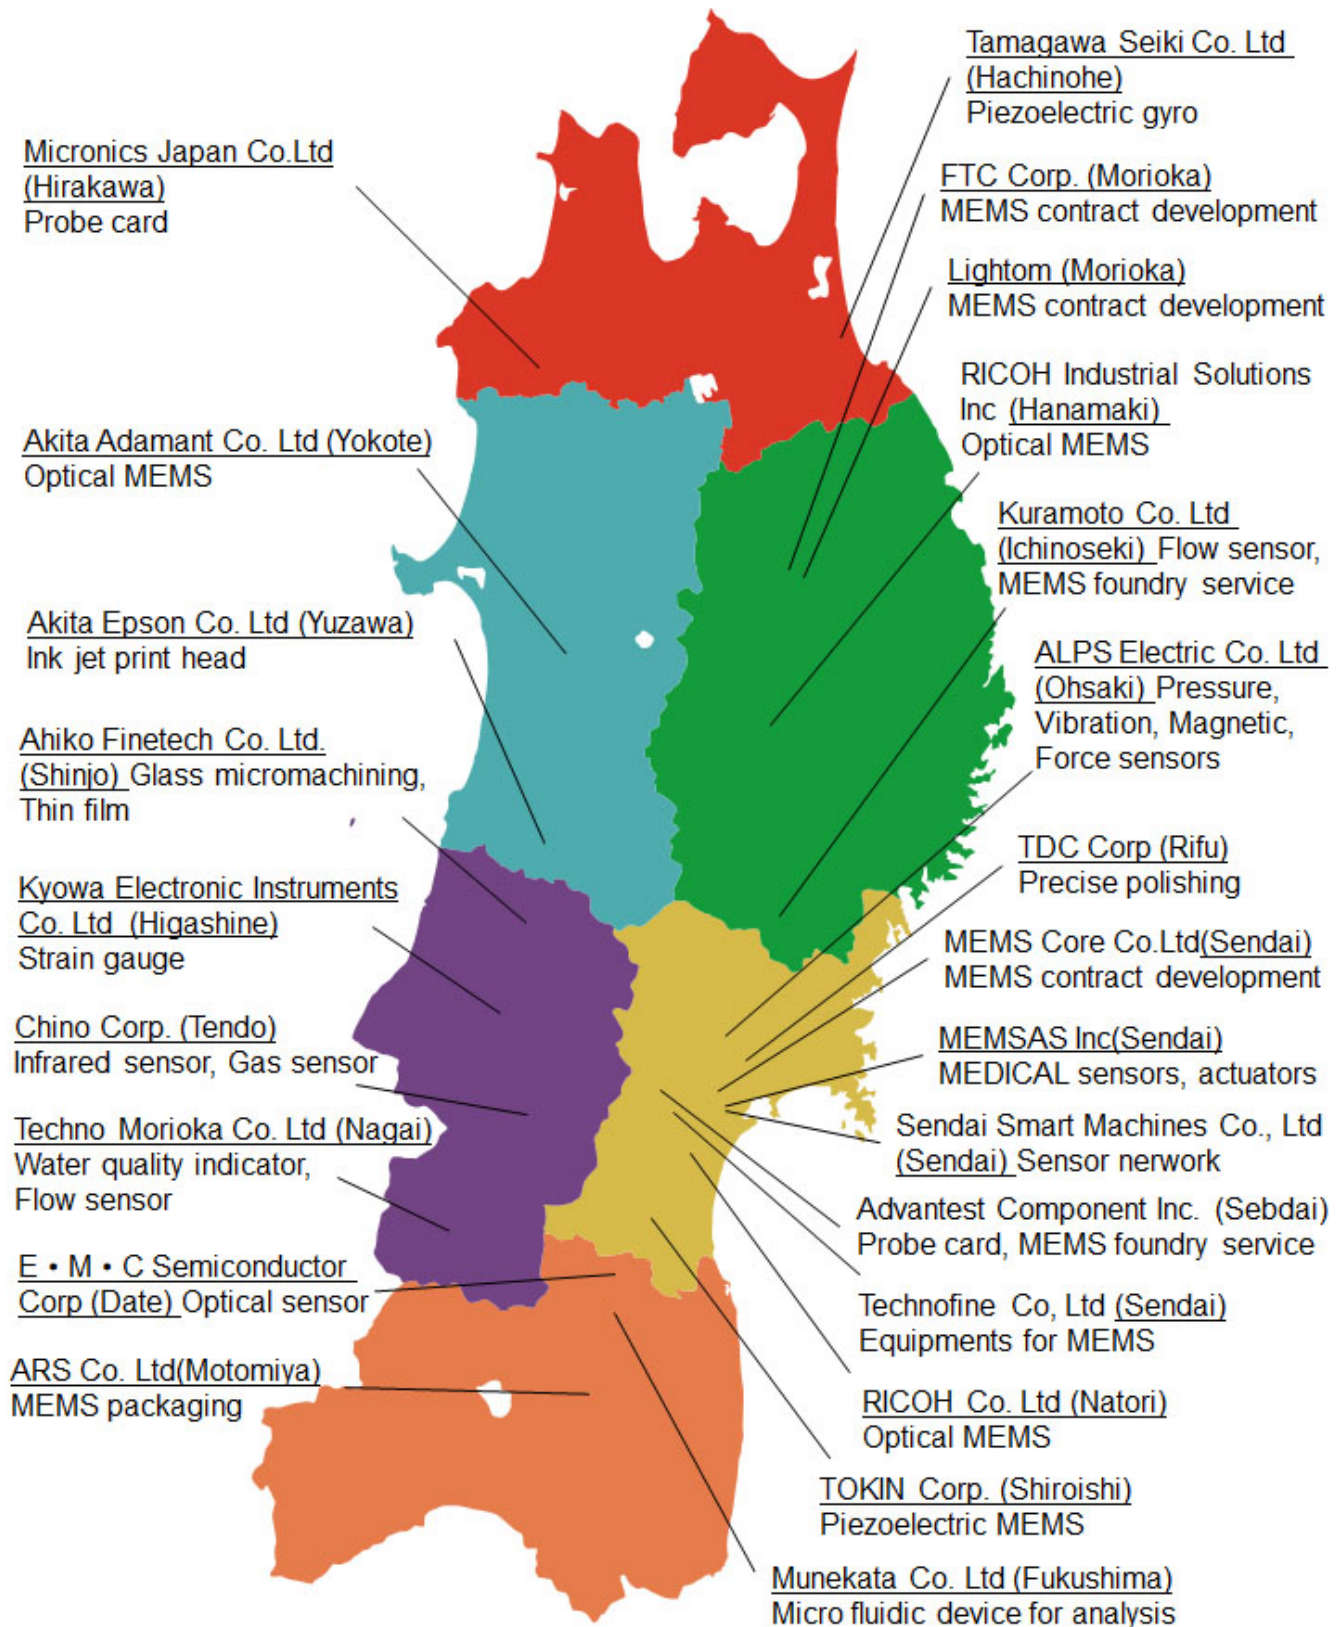 Micronics Japan Co.Ltd
(Hirakawa)
Probe card
Akita Adamant Co. Ltd (Yokote)
Optical MEMS
Akita Epson Co. Ltd (Yuzawa)
Ink jet print head
Ahiko Finetech Co. Ltd.
(Shinjo) Glass micromachining,
Thin film
Kyowa Electronic Instruments
Co. Ltd (Higashine)
Strain gauge
Chino Corp. (Tendo)
Infrared sensor, Gas sensor
Techno Morioka Co. Ltd (Nagai)
Water quality indicator,
Flow sensor
E・M・C Semiconductor
Corp (Date) Optical sensor
ARS Co. Ltd(Motomiya)
MEMS packaging
Tamagawa Seiki Co. Ltd
(Hachinohe)
Piezoelectric gyro
FTC Corp. (Morioka)
MEMS contract development
Lightom (Morioka)
MEMS contract development
RICOH Industrial Solutions
Inc (Hanamaki)
Optical MEMS
Kuramoto Co. Ltd
(Ichinoseki) Flow sensor,
MEMS foundry service
ALPS Electric Co. Ltd
(Ohsaki) Pressure,
Vibration, Magnetic,
Force sensors
TDC Corp (Rifu)
Precise polishing
MEMS Core Co.Ltd(Sendai)
MEMS contract development
MEMSAS Inc(Sendai)
MEDICAL sensors, actuators
Sendai Smart Machines Co., Ltd
(Sendai) Sensor nerwork
Advantest Component Inc. (Sebdai)
Probe card, MEMS foundry service
Technofine Co, Ltd (Sendai)
Equipments for MEMS
RICOH Co. Ltd (Natori)
Optical MEMS
TOKIN Corp. (Shiroishi)
Piezoelectric MEMS
Munekata Co. Ltd (Fukushima)
Micro fluidic device for analysis